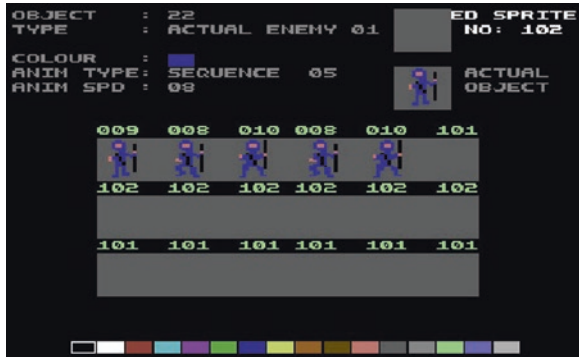 OBJECT : 22 ED SPRITE
TYPE : ACTUAL ENEMY 01 NO: 102
COLOUR :
ANIM TYPE: SEQUENCE 05 ACTUAL
ANIM SPD : 08 OBJECT
009 008 010 008 010 101
102 102 102 102 102 102
101 101 101 101 101 101